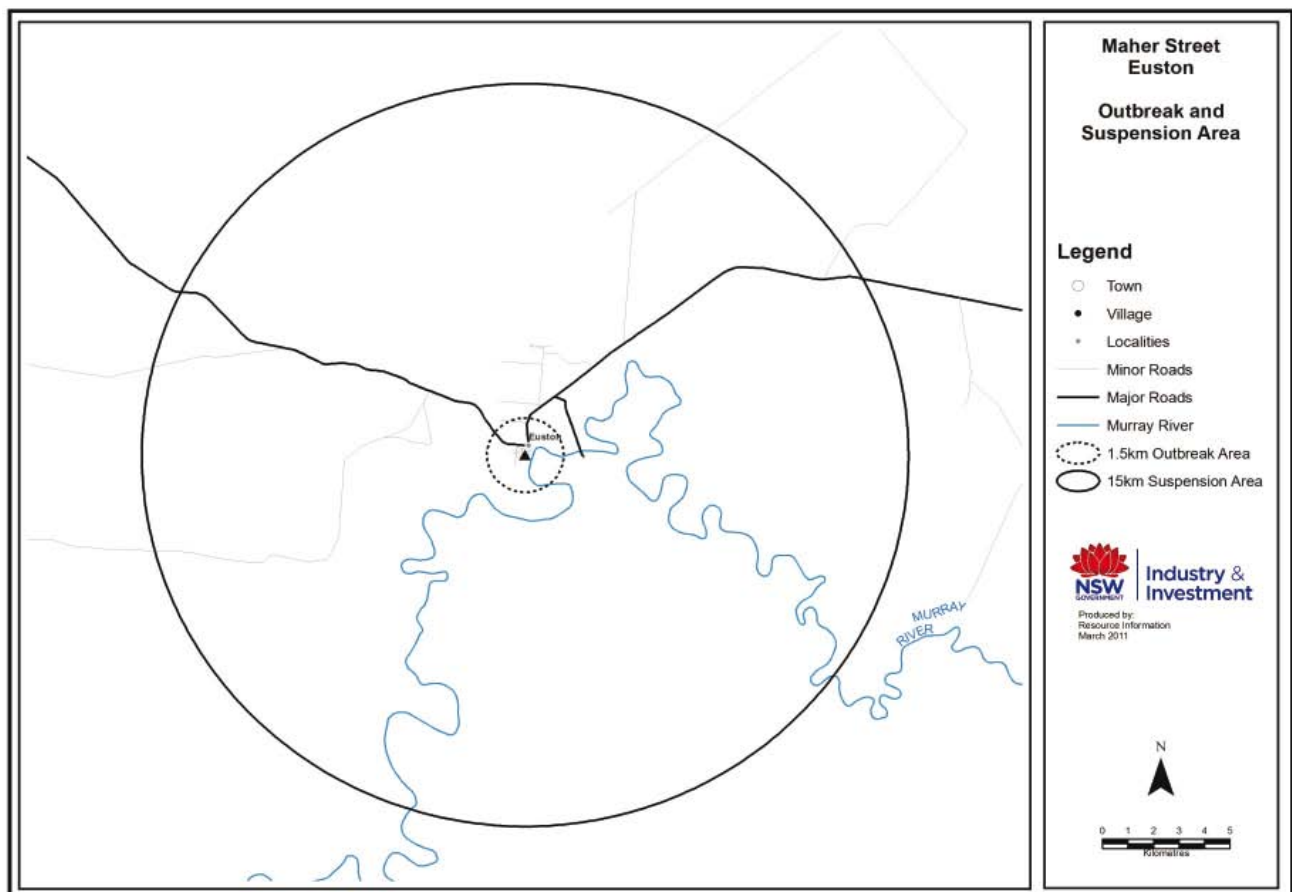 Maher Street
Euston
Outbreak and
Suspension Area
Legend
Town
Village
Localities
Minor Roads
Major Roads
Murray River
1.5km Outbreak Area
15km Suspension Area
NSW
GOVERNMENT
Industry &
Investment
Produced by:
Resource Information
March 2011
N
0 1 2 3 4 5
Kilometres
Euston
MURRAY
RIVER